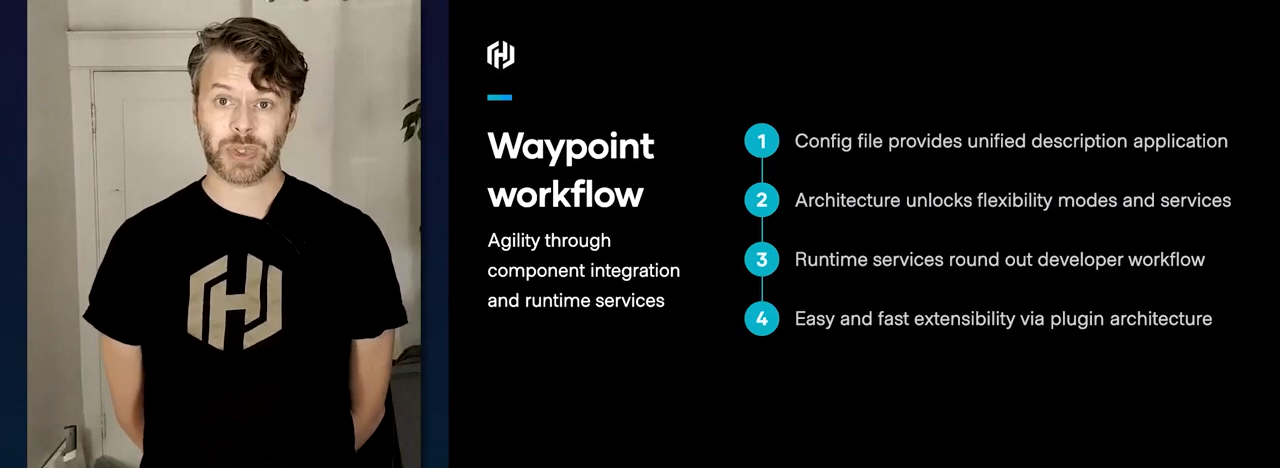 Waypoint
workflow
Agility through
component integration
and runtime services
1 Config file provides unified description application
2 Architecture unlocks flexibility modes and services
3 Runtime services round out developer workflow
4 Easy and fast extensibility via plugin architecture